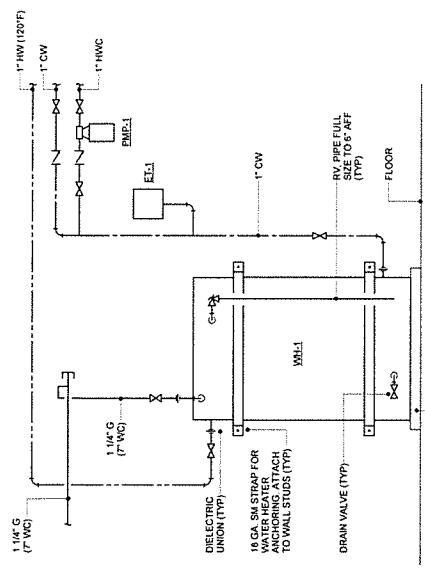 1" HW (120°F)
1" CW
1" HWC
PMP-1
ET-1
1" CW
RV, PIPE FULL
SIZE TO 6" AFF
(TYP)
FLOOR
WH-1
1 1/4" G
(7" WC)
1 1/4" G
(7" WC)
DIELECTRIC
UNION (TYP)
16 GA. SM STRAP FOR
WATER HEATER
ANCHORING. ATTACH
TO WALL STUDS (TYP)
DRAIN VALVE (TYP)